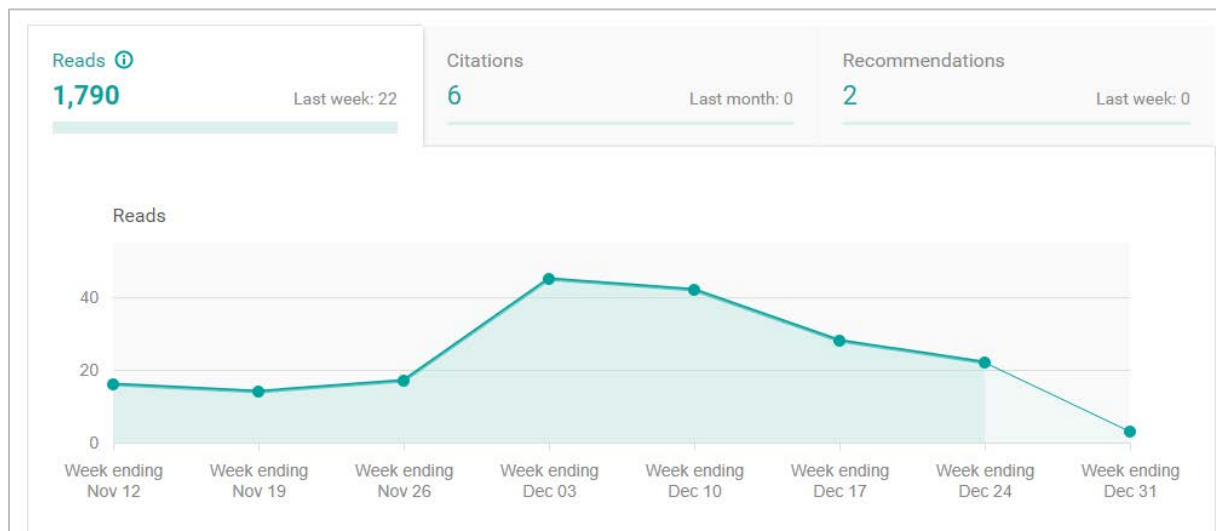 Reads
1,790
Last week: 22
Citations
6
Last month: 0
Recommendations
2
Last week: 0
Reads
40
20
0
Week ending
Nov 12
Week ending
Nov 19
Week ending
Nov 26
Week ending
Dec 03
Week ending
Dec 10
Week ending
Dec 17
Week ending
Dec 24
Week ending
Dec 31